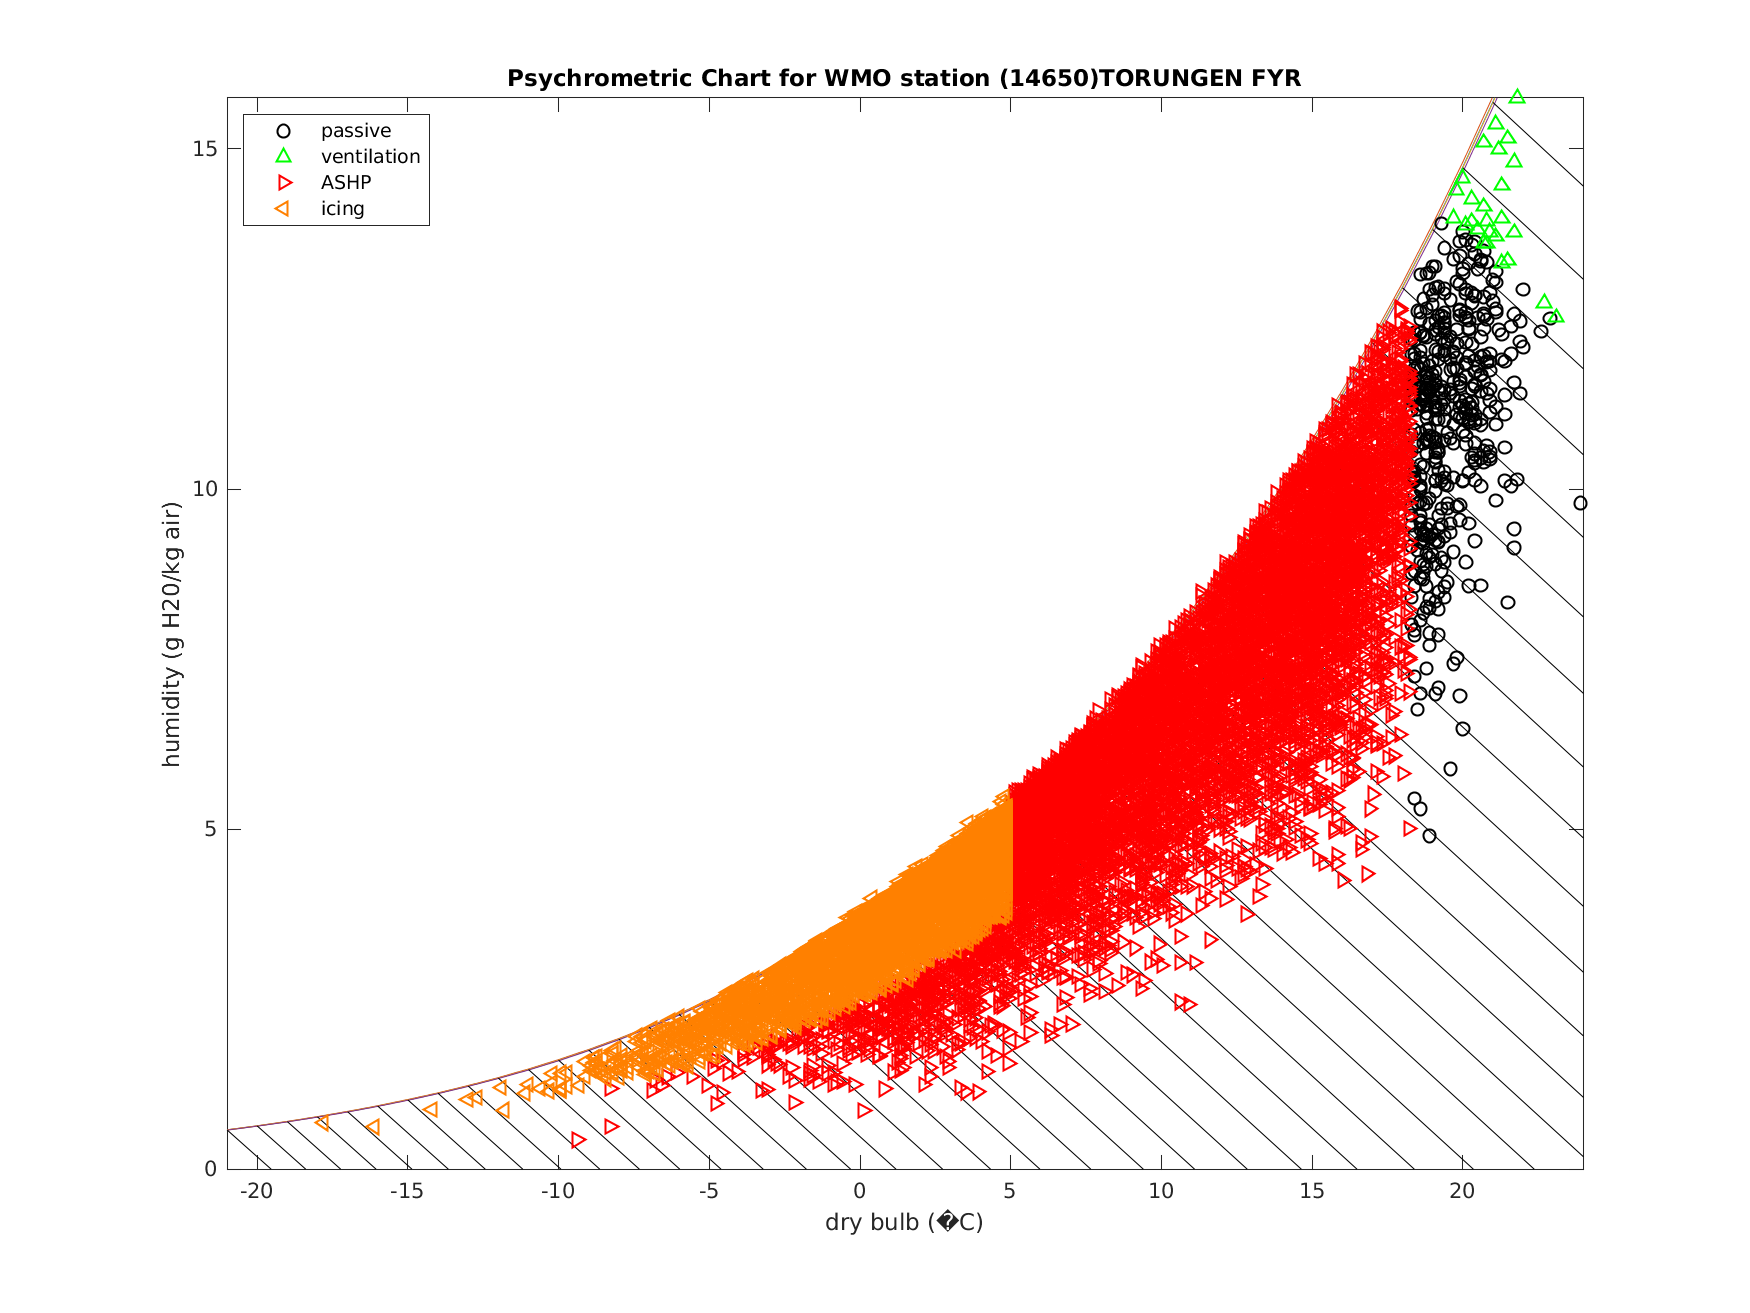 Psychrometric Chart for WMO station (14650)TORUNGEN FYR
passive
ventilation
ASHP
icing
15
10
5
0
humidity (g H20/kg air)
-20 -15 -10 -5 0 5 10 15 20
dry bulb (�C)